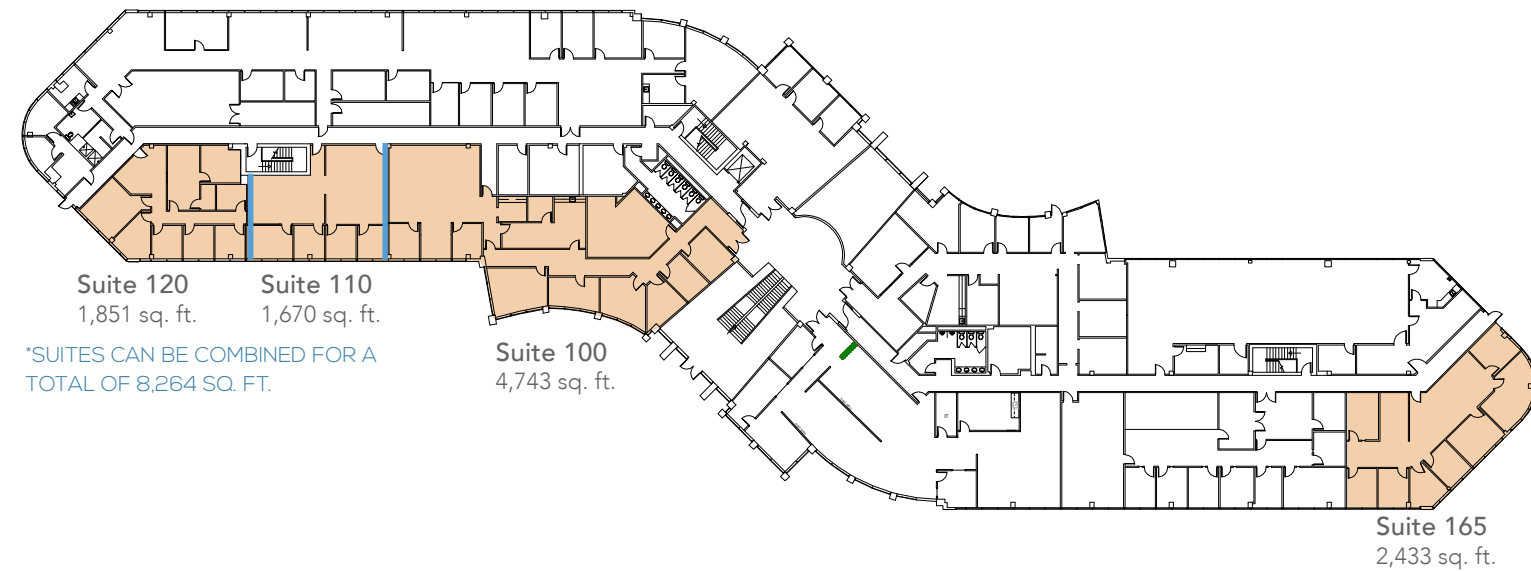 Suite 120
1,851 sq. ft.
Suite 110
1,670 sq. ft.
*SUITES CAN BE COMBINED FOR A
TOTAL OF 8,264 SQ. FT.
Suite 100
4,743 sq. ft.
Suite 165
2,433 sq. ft.